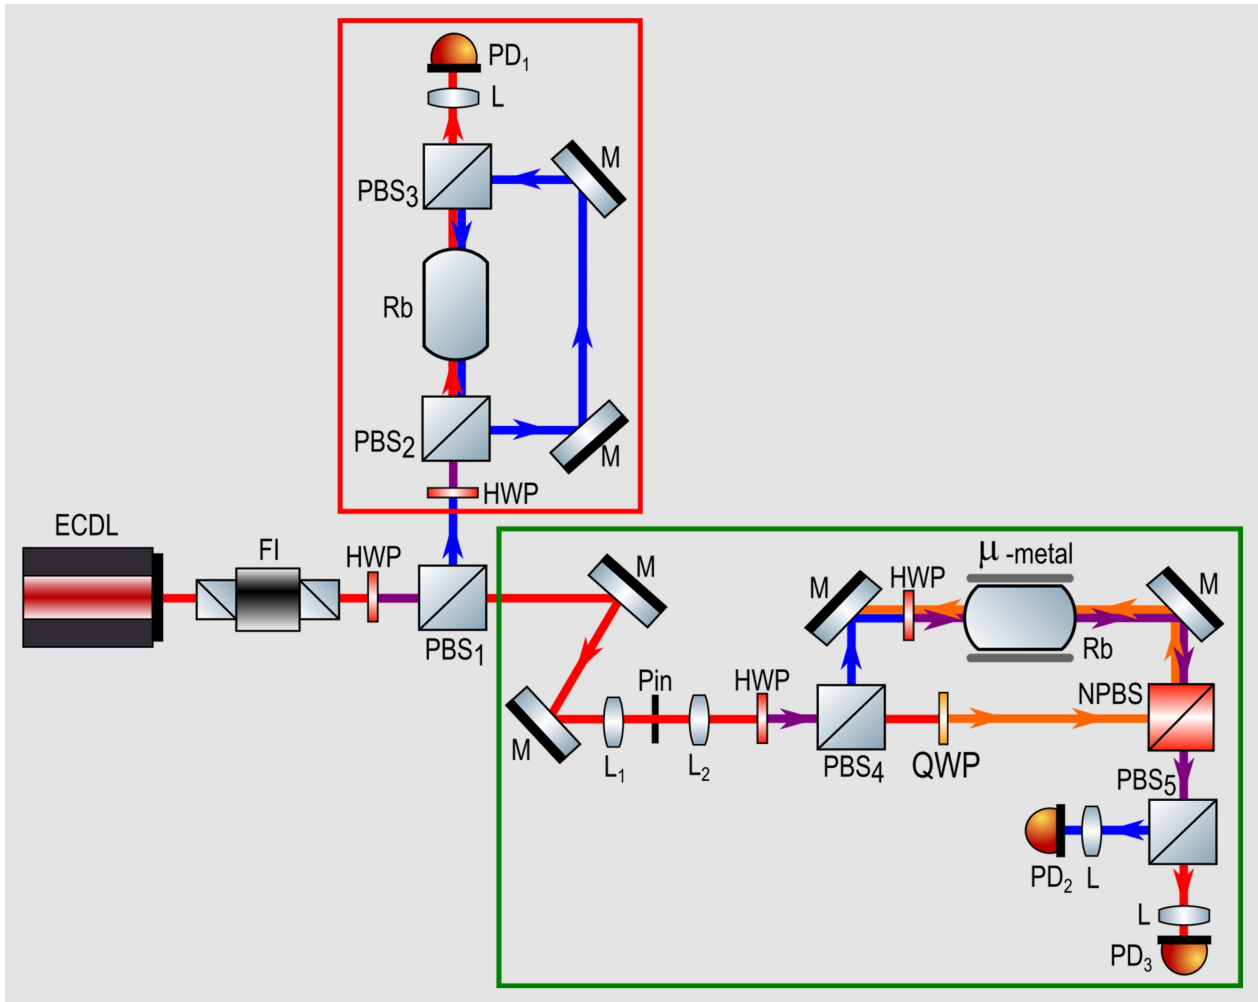 PD₁
L
M
PBS₃
Rb
PBS₂
M
HWP
ECDL
FI
HWP
PBS₁
M
μ -metal
M
HWP
M
Rb
Pin
HWP
NPBS
M
L₁
L₂
PBS₄
QWP
PBS₅
PD₂
L
L
PD₃